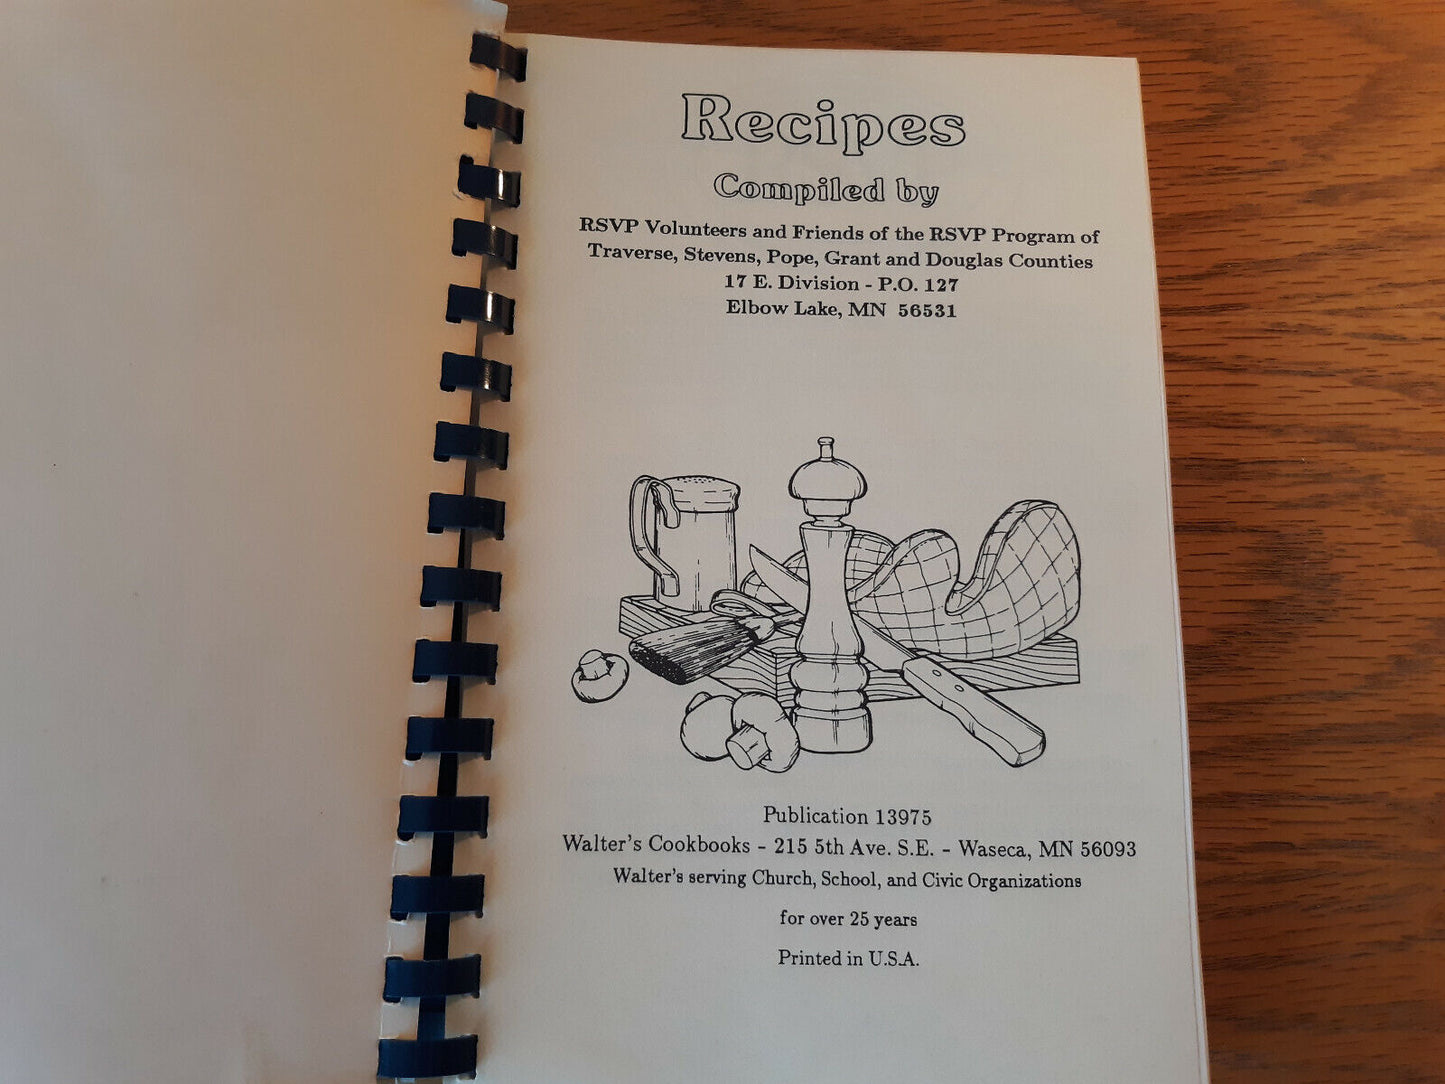 Recipes
Compiled by
RSVP Volunteers and Friends of the RSVP Program of
Traverse, Stevens, Pope, Grant and Douglas Counties
17 E. Division - P.O. 127
Elbow Lake, MN 56531
Publication 13975
Walter's Cookbooks - 215 5th Ave. S.E. - Waseca, MN 56093
Walter's serving Church, School, and Civic Organizations
for over 25 years
Printed in U.S.A.